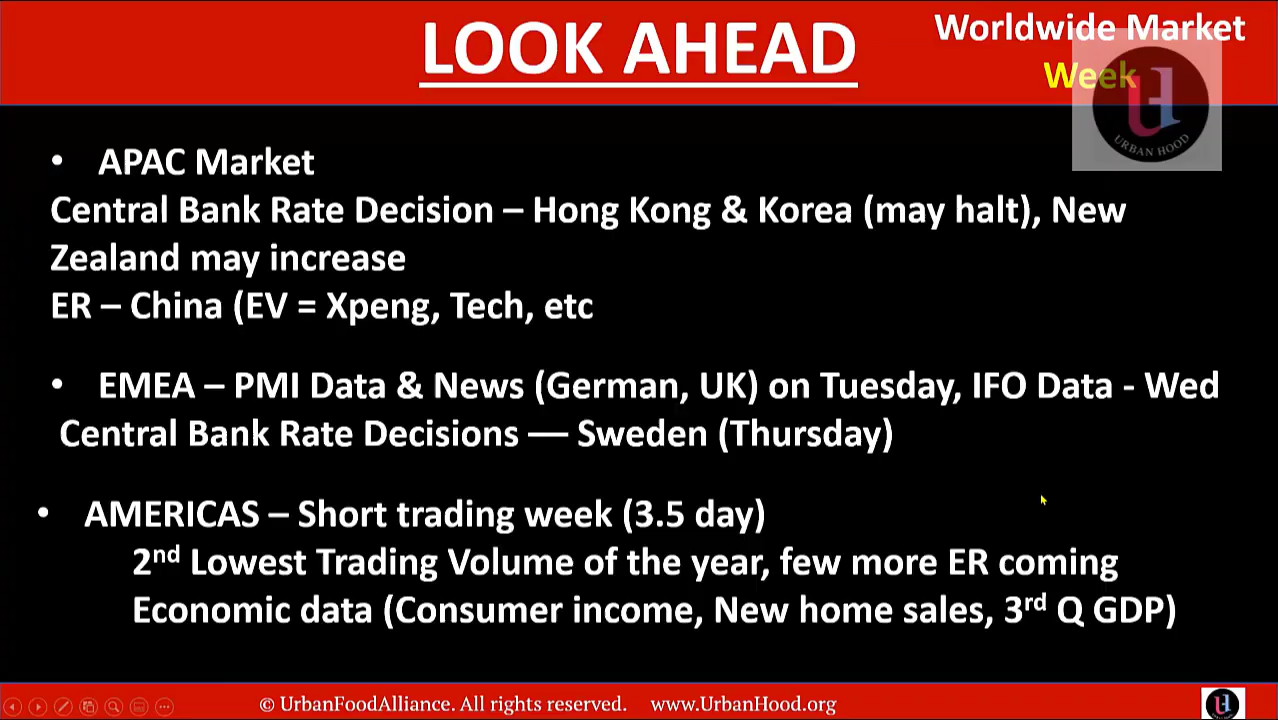 LOOK AHEAD
Worldwide Market
Week
URBAN HOOD
• APAC Market
Central Bank Rate Decision – Hong Kong & Korea (may halt), New
Zealand may increase
ER – China (EV = Xpeng, Tech, etc
• EMEA – PMI Data & News (German, UK) on Tuesday, IFO Data - Wed
Central Bank Rate Decisions –– Sweden (Thursday)
• AMERICAS – Short trading week (3.5 day)
2nd Lowest Trading Volume of the year, few more ER coming
Economic data (Consumer income, New home sales, 3rd Q GDP)
© UrbanFoodAlliance. All rights reserved. www.UrbanHood.org